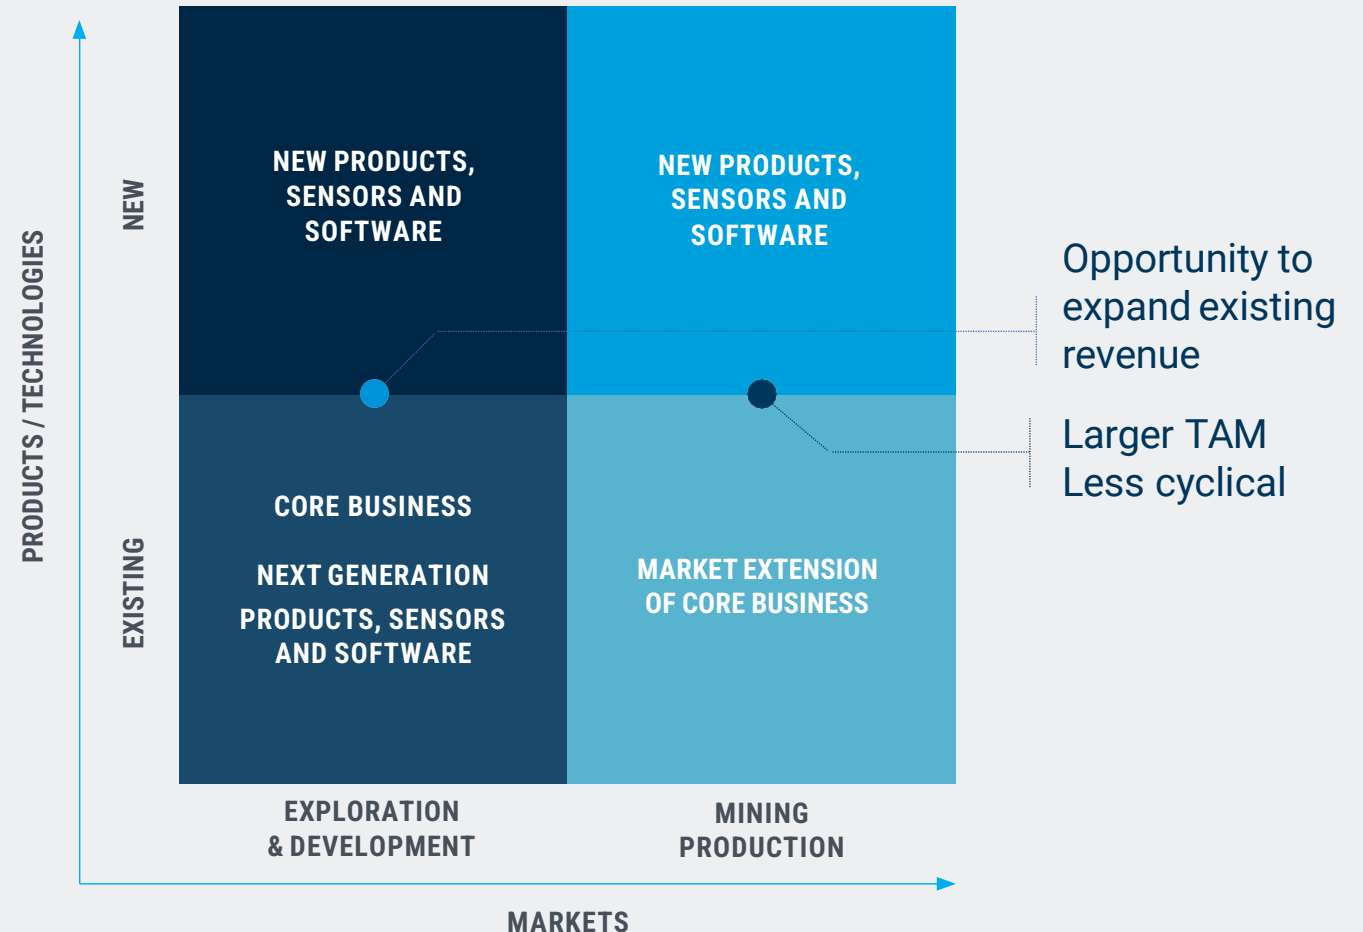 PRODUCTS / TECHNOLOGIES
NEW
EXISTING
NEW PRODUCTS,
SENSORS AND
SOFTWARE
NEW PRODUCTS,
SENSORS AND
SOFTWARE
CORE BUSINESS
NEXT GENERATION
PRODUCTS, SENSORS
AND SOFTWARE
MARKET EXTENSION
OF CORE BUSINESS
Opportunity to
expand existing
revenue
Larger TAM
Less cyclical
EXPLORATION
& DEVELOPMENT
MINING
PRODUCTION
MARKETS